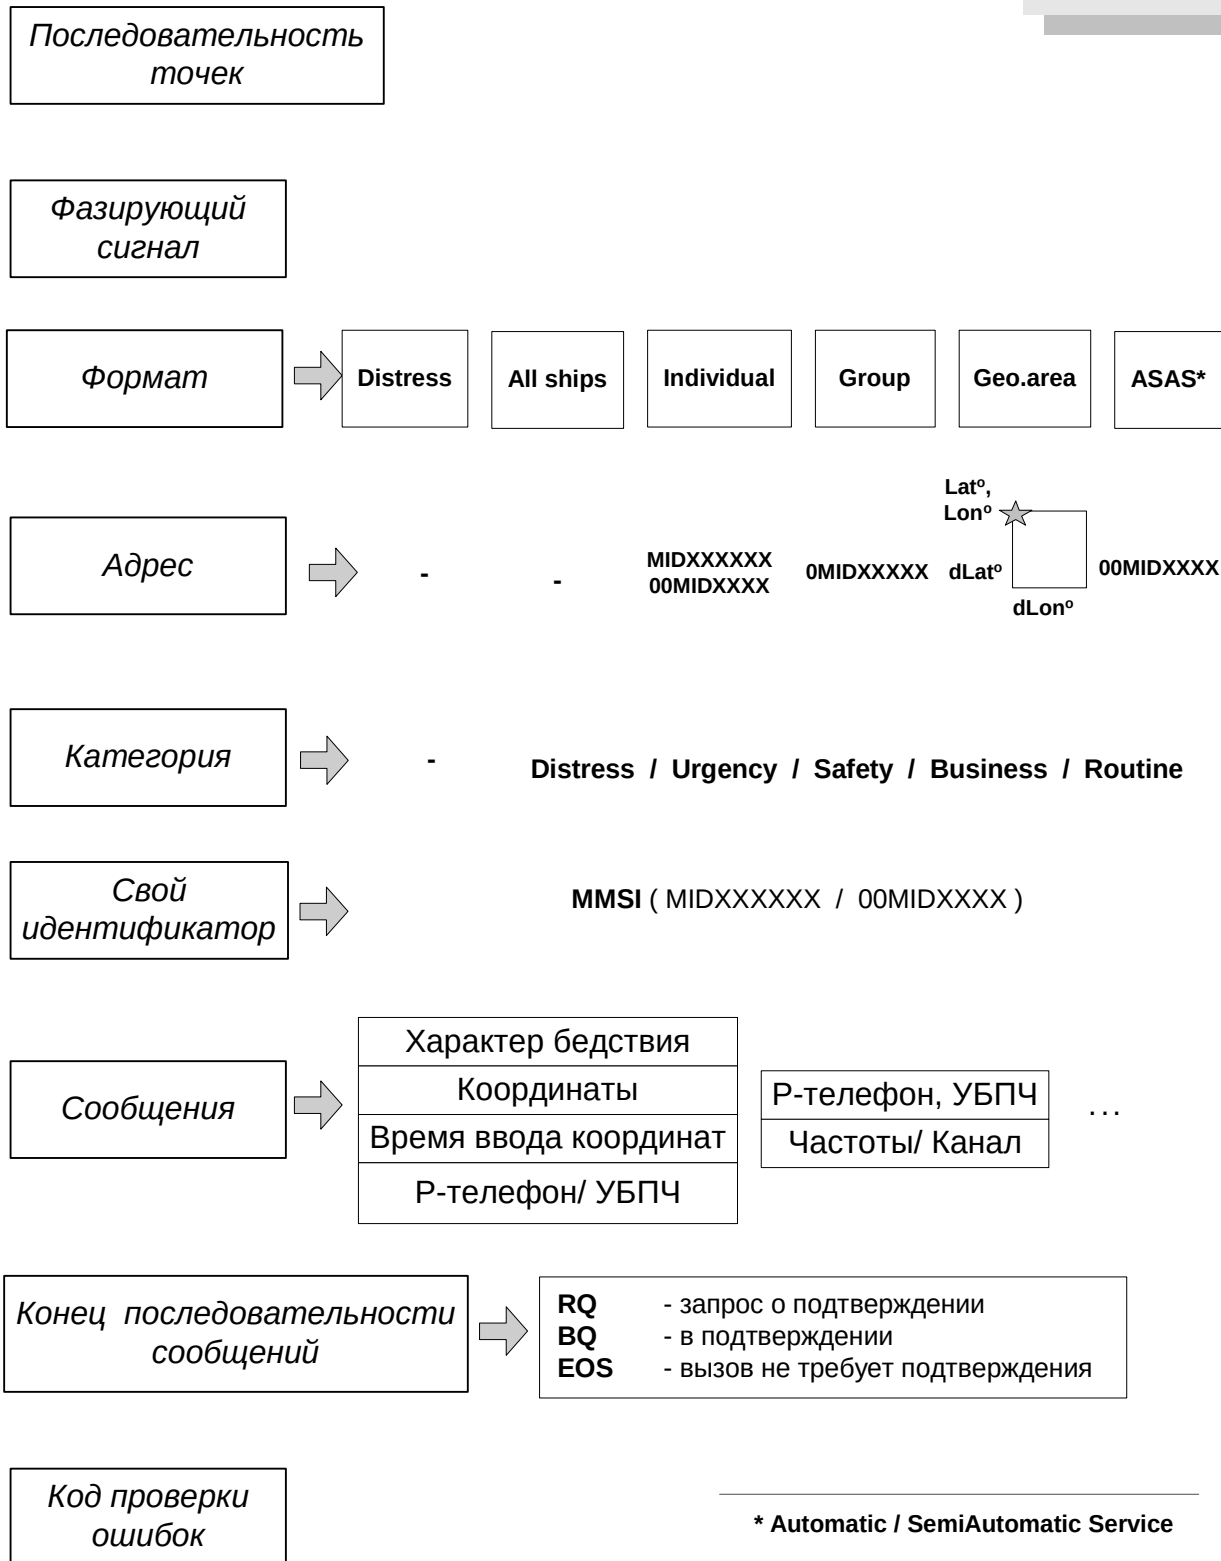 Последовательность
точек
Фазирующий
сигнал
Формат
Distress
All ships
Individual
Group
Geo.area
ASAS*
Адрес
-
-
MIDXXXXXX
00MIDXXXX
0MIDXXXXX
Latº,
Lonº
dLatº
dLonº
00MIDXXXX
Категория
-
Distress / Urgency / Safety / Business / Routine
Свой
идентификатор
MMSI ( MIDXXXXXX / 00MIDXXXX )
Сообщения
Характер бедствия
Координаты
Время ввода координат
Р-телефон/ УБПЧ
Р-телефон, УБПЧ
Частоты/ Канал
...
Конец последовательности
сообщений
RQ - запрос о подтверждении
BQ - в подтверждении
EOS - вызов не требует подтверждения
Код проверки
ошибок
* Automatic / SemiAutomatic Service